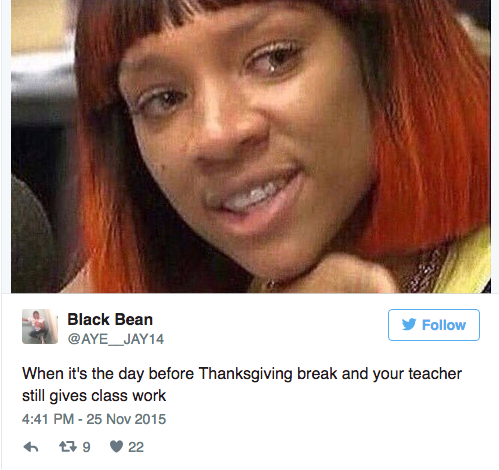 Black Bean
@AYE__JAY14
Follow
When it's the day before Thanksgiving break and your teacher
still gives class work
4:41 PM - 25 Nov 2015
9 22